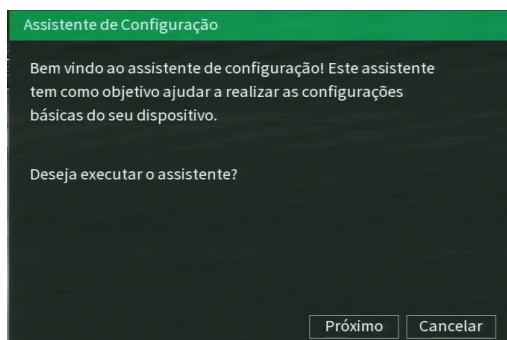 Assistente de Configuração
Bem vindo ao assistente de configuração! Este assistente
tem como objetivo ajudar a realizar as configurações
básicas do seu dispositivo.
Deseja executar o assistente?
Próximo
Cancelar